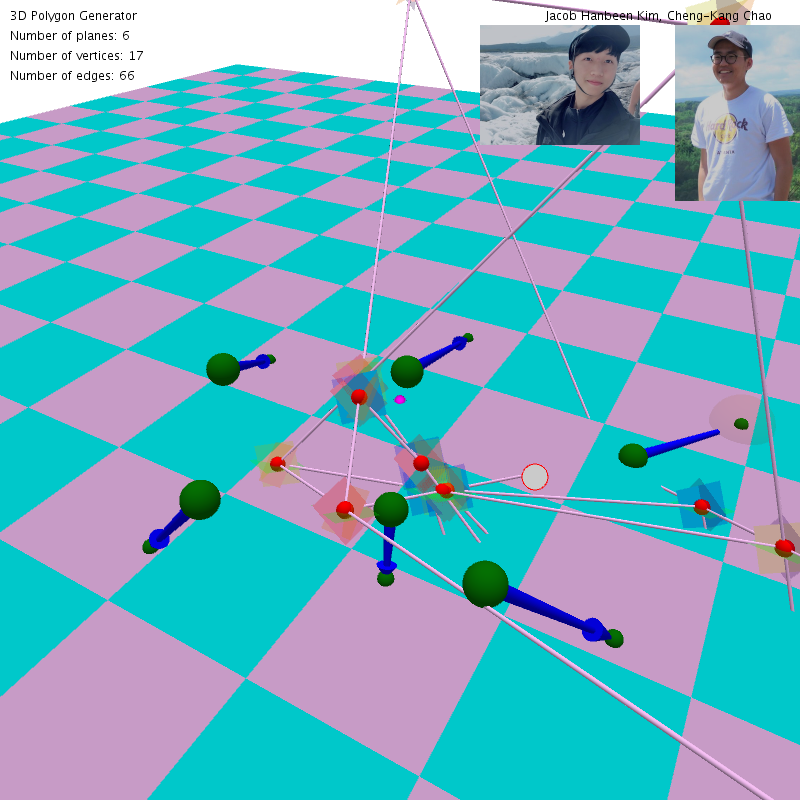 3D Polygon Generator
Jacob Hanbeen Kim, Cheng-Kang Chao
Number of planes: 6
Number of vertices: 17
Number of edges: 66